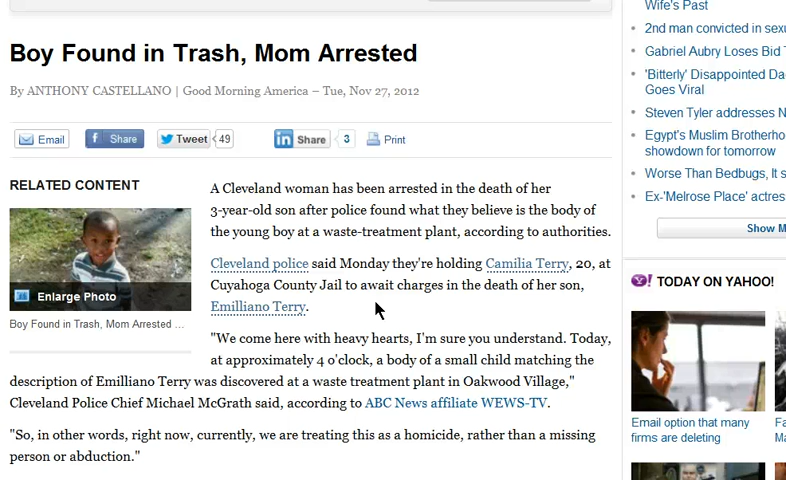 Wife's Past
2nd man convicted in
Boy Found in Trash, Mom Arrested
Gabriel Aubry Loses Bid
'Bitterly' Disappointed
Goes Viral
By ANTHONY CASTELLANO | Good Morning America – Tue, Nov 27, 2012
Steven Tyler addresses
Email
Share
Tweet
49
Share
3
Print
Egypt's Muslim Brotherhood
showdown for tomorrow
Worse Than Bedbugs, It
Ex-'Melrose Place'
Show
RELATED CONTENT
Enlarge Photo
Boy Found in Trash, Mom Arrested ...
A Cleveland woman has been arrested in the death of her
3-year-old son after police found what they believe is the body of
the young boy at a waste-treatment plant, according to authorities.
Cleveland police said Monday they're holding Camilia Terry, 20, at
Cuyahoga County Jail to await charges in the death of her son,
Emilliano Terry.
"We come here with heavy hearts, I'm sure you understand. Today,
at approximately 4 o'clock, a body of a small child matching the
description of Emilliano Terry was discovered at a waste treatment plant in Oakwood Village,"
Cleveland Police Chief Michael McGrath said, according to ABC News affiliate WEWS-TV.
"So, in other words, right now, currently, we are treating this as a homicide, rather than a missing
person or abduction."
Y! TODAY ON YAHOO!
Email option that many
firms are deleting